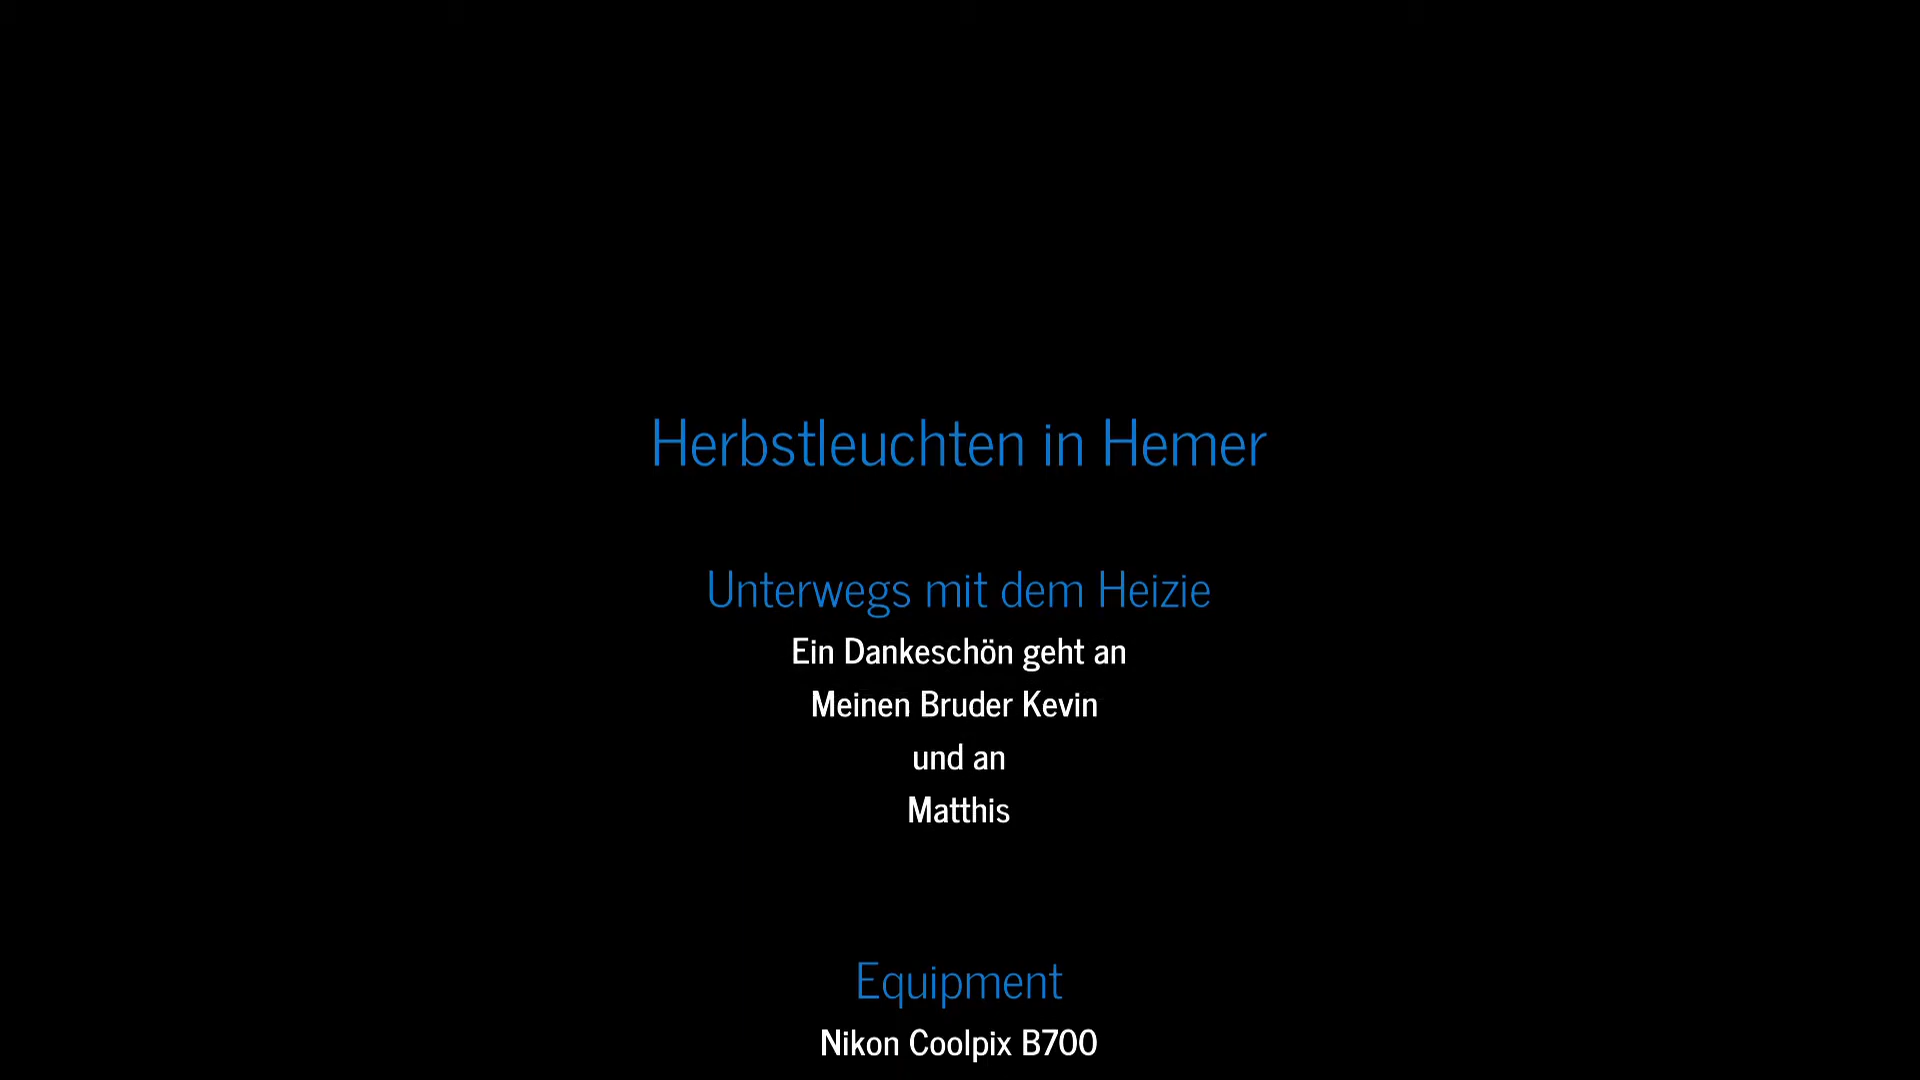 Herbstleuchten in Hemer
Unterwegs mit dem Heizie
Ein Dankeschön geht an
Meinen Bruder Kevin
und an
Matthis
Equipment
Nikon Coolpix B700